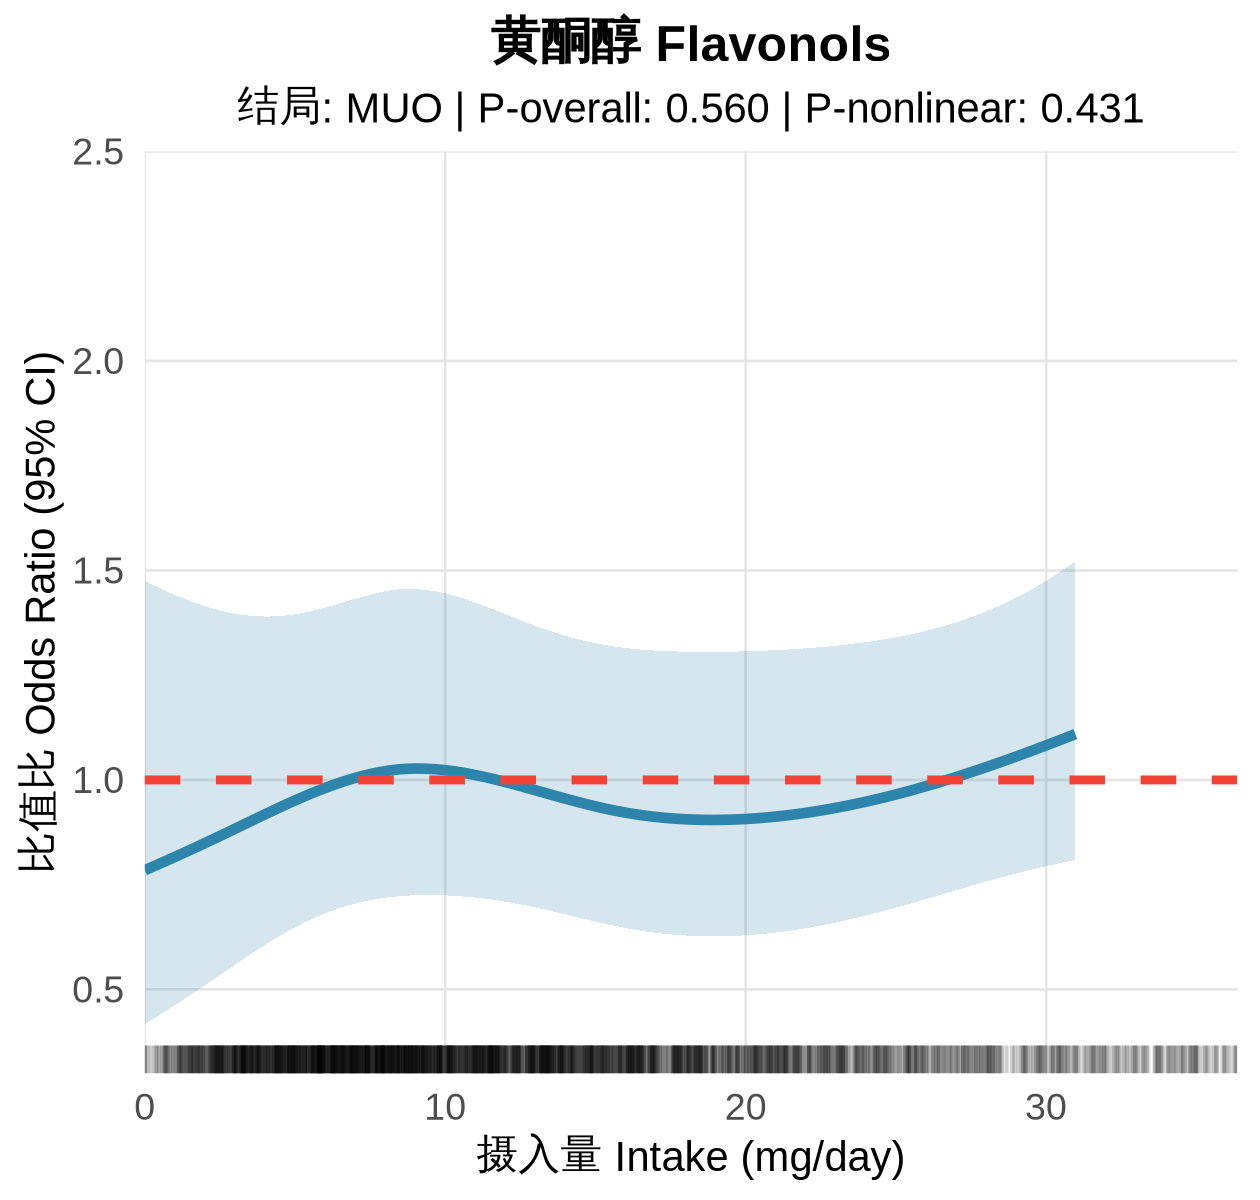 黄酮醇 Flavonols
结局: MUO | P-overall: 0.560 | P-nonlinear: 0.431
比值比 Odds Ratio (95% CI)
2.5
2.0
1.5
1.0
0.5
0 10 20 30
摄入量 Intake (mg/day)